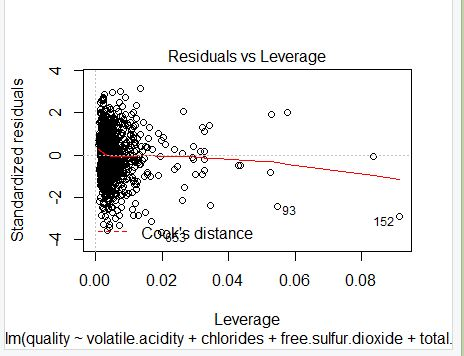 Residuals vs Leverage
Standardized residuals
4
2
0
-2
-4
93
152
Cook's distance
0.00
0.02
0.04
0.06
0.08
Leverage
lm(quality ~ volatile.acidity + chlorides + free.sulfur.dioxide + total.